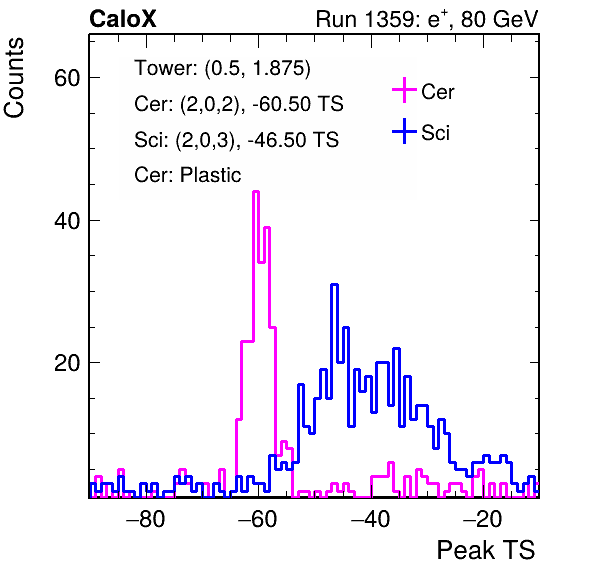 CaloX Run 1359: e⁺, 80 GeV
Counts
Tower: (0.5, 1.875)
Cer: (2,0,2), -60.50 TS
Sci: (2,0,3), -46.50 TS
Cer: Plastic
Cer
Sci
60
40
20
−80 −60 −40 −20
Peak TS